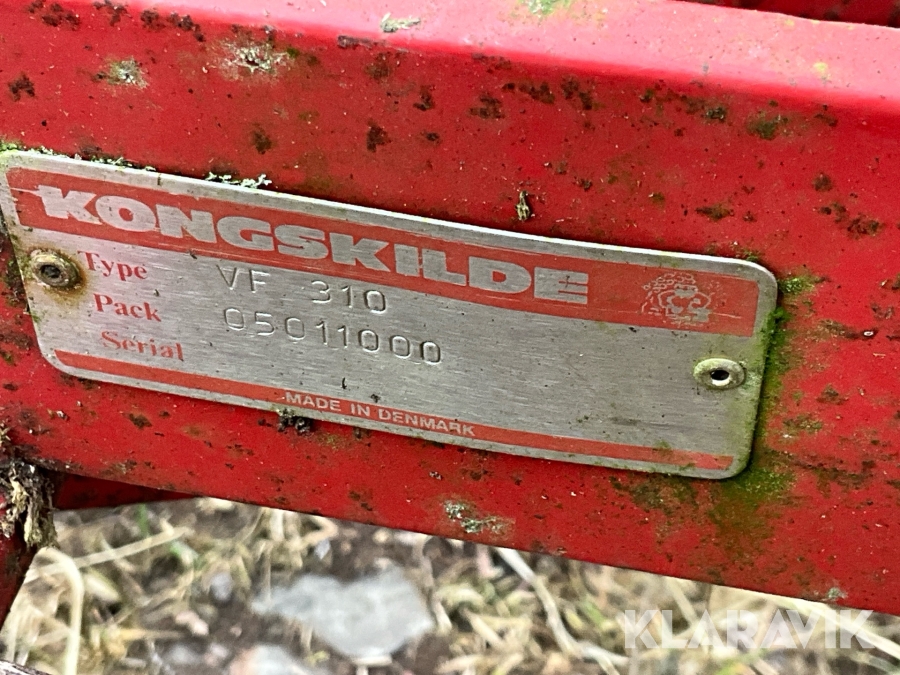 KONGSKILDE
Type VF 310
Pack 05011000
Serial
MADE IN DENMARK
KLARAVIK